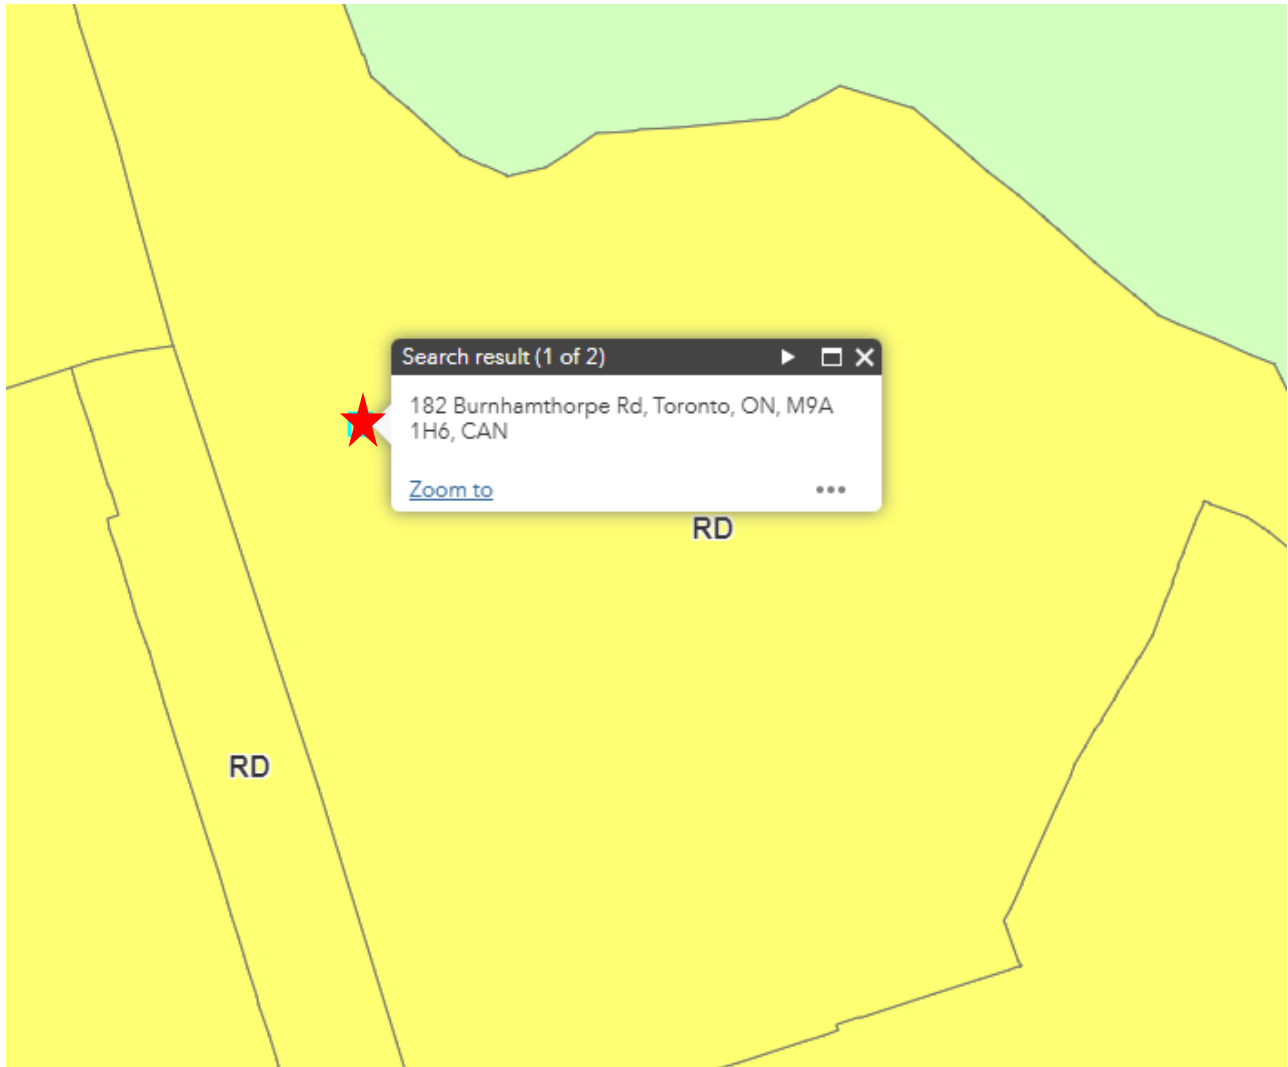 Search result (1 of 2)
182 Burnhamthorpe Rd, Toronto, ON, M9A
1H6, CAN
Zoom to
RD
RD